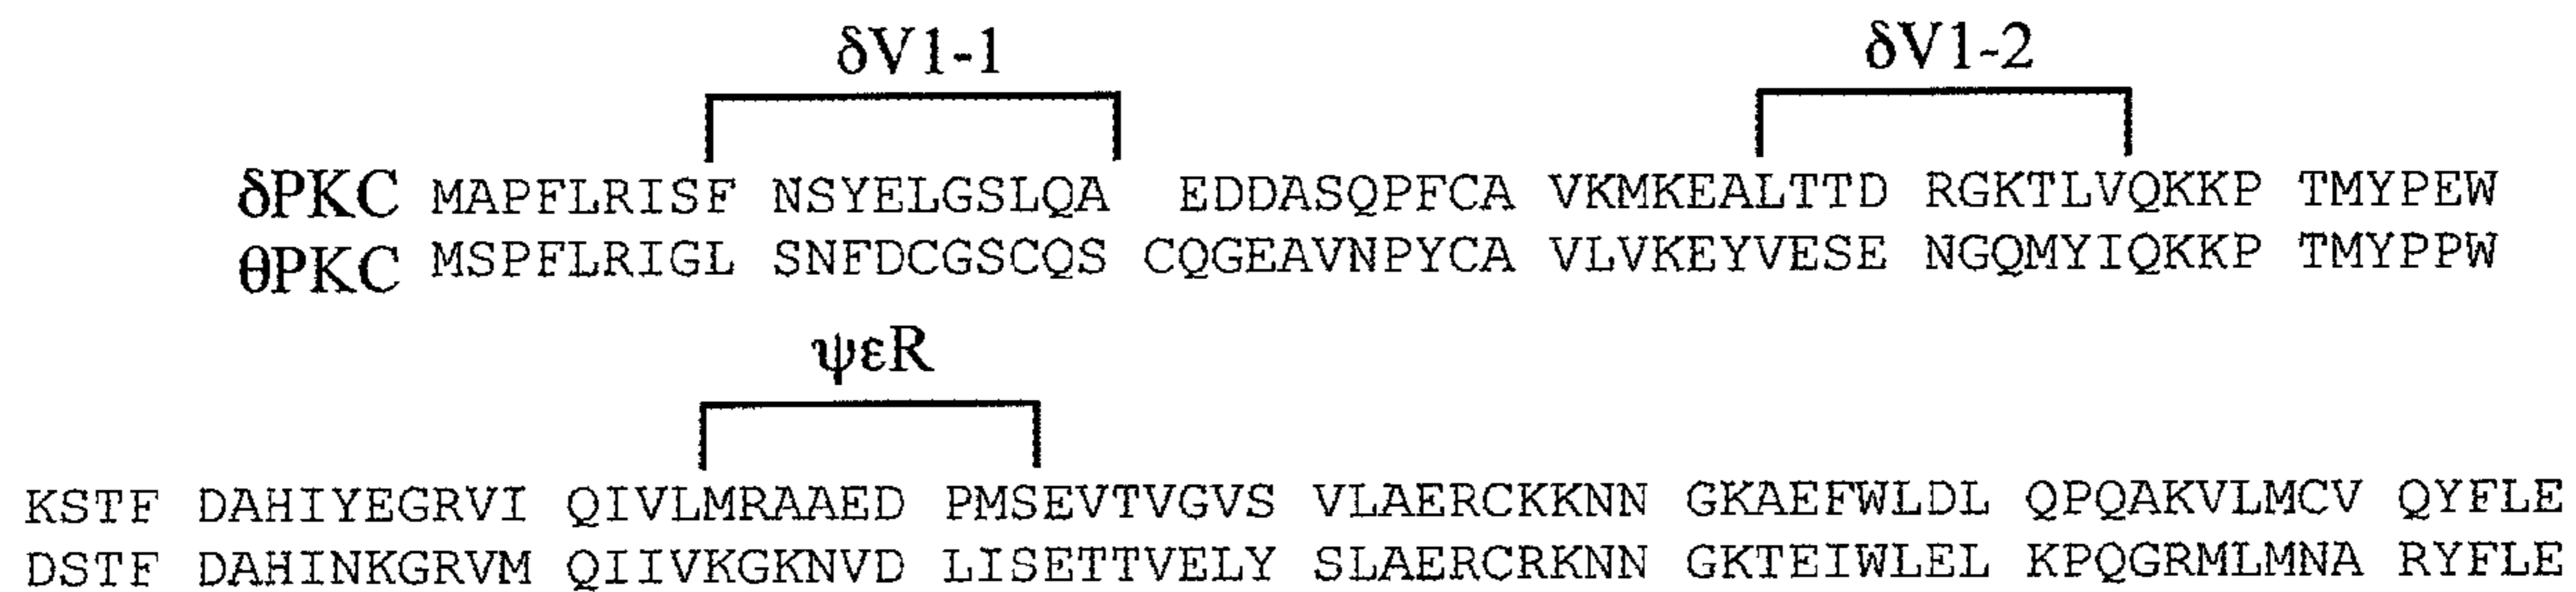 δV1-1 δV1-2
δPKC MAPFLRISF NSYELGSLQA EDDASQPFCA VKMKEALTTD RGKTLVQKKP TMYPEW
θPKC MSPFLRIGL SNFDCGSCQS CQGEAVNPYCA VLVKEYVESE NGQMYIQKKP TMYPPW
ψεR
KSTF DAHIYEGRVI QIVLMRAAED PMSEVTVGVS VLAERCKKNN GKAEFWLDL QPQAKVLMCV QYFLE
DSTF DAHINKGRVM QIIVKGKNVD LISETTVELY SLAERCRKNN GKTEIWLEL KPQGRMLMNA RYFLE